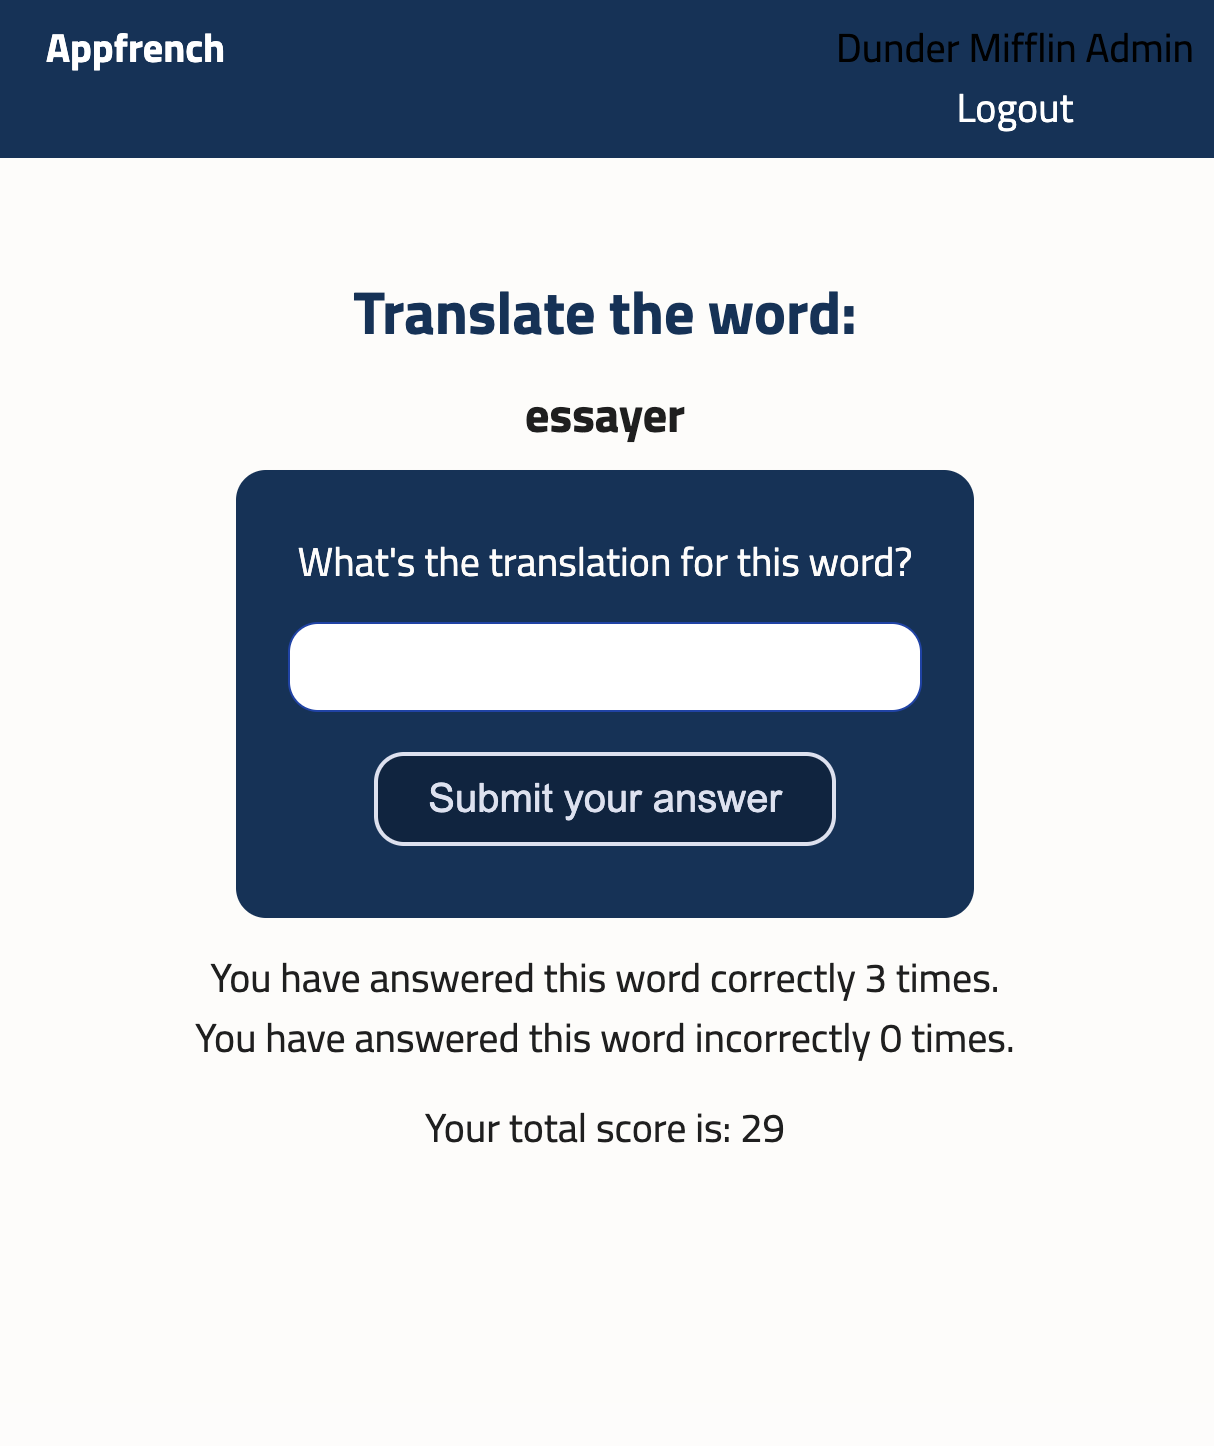 Appfrench
Dunder Mifflin Admin
Logout
Translate the word:
essayer
What's the translation for this word?
Submit your answer
You have answered this word correctly 3 times.
You have answered this word incorrectly 0 times.
Your total score is: 29